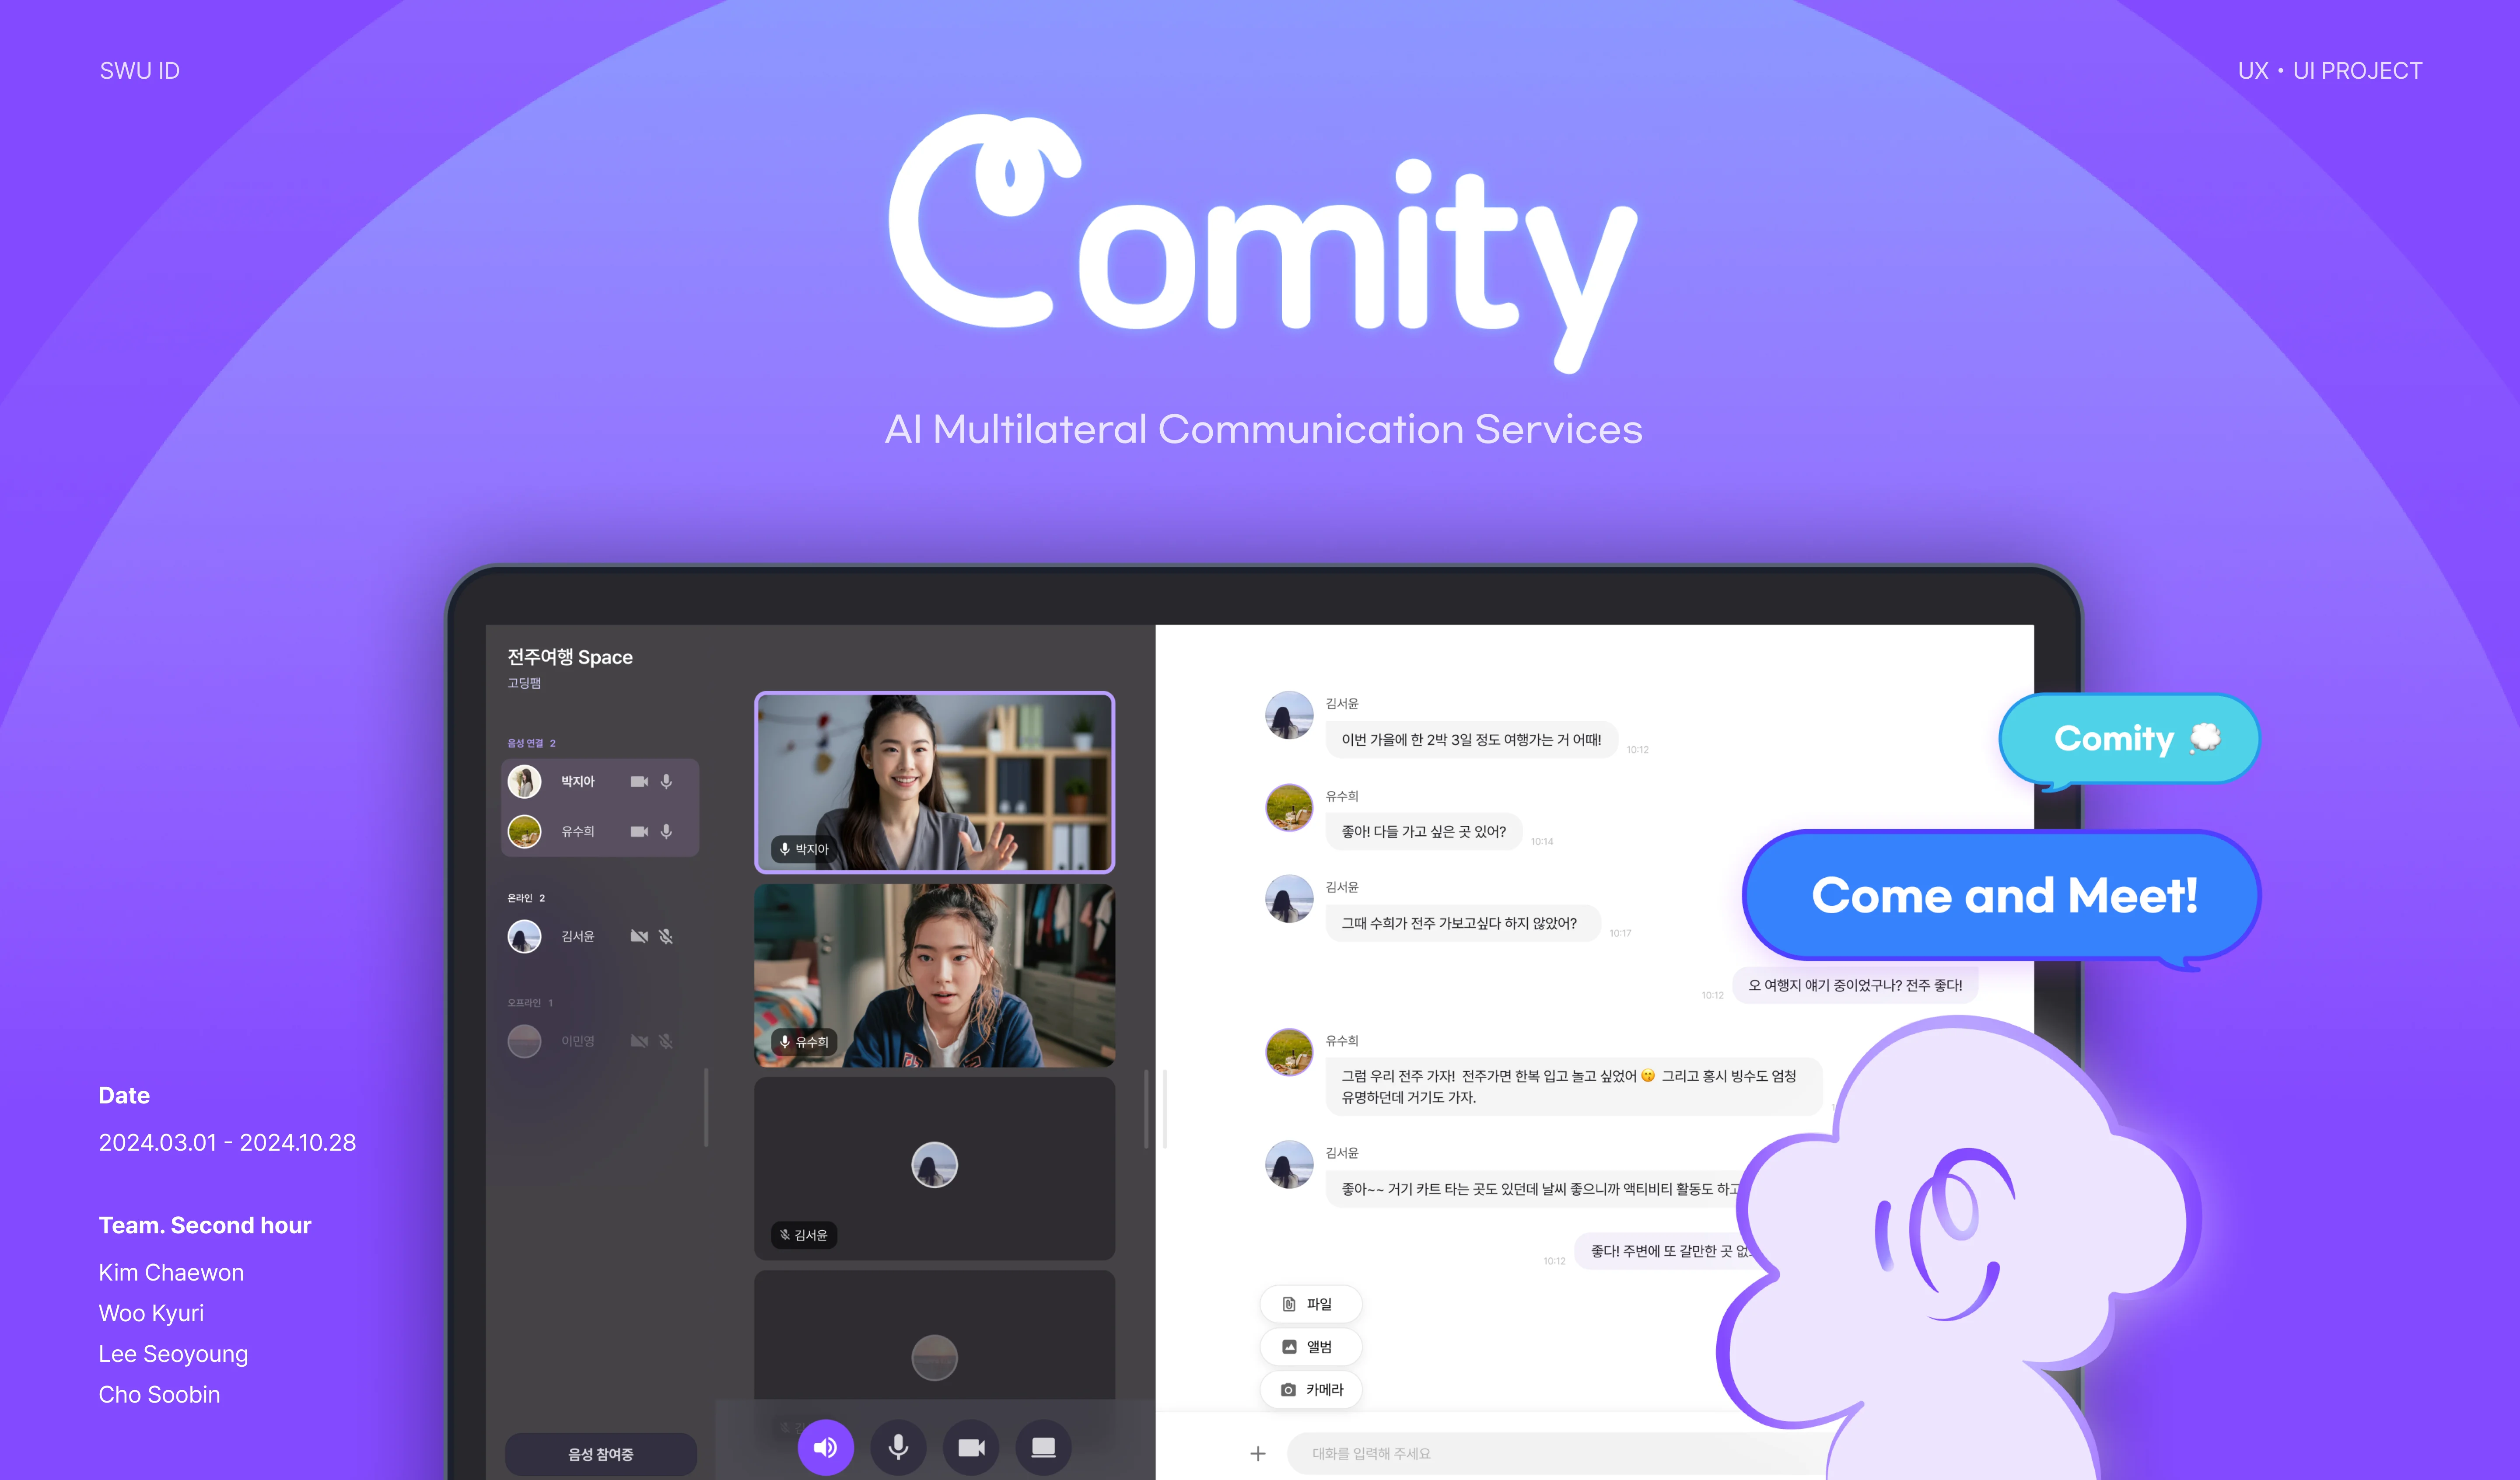 SWU ID
UX • UI PROJECT
Comity
AI Multilateral Communication Services
전주여행 Space
고딩팸
음성 연결 2
박지아
유수희
온라인 2
김서윤
오프라인 1
이민영
음성 참여중
박지아
유수희
김서윤
김서윤
이번 가을에 한 2박 3일 정도 여행가는 거 어때!
10:12
유수희
좋아! 다들 가고 싶은 곳 있어?
10:14
김서윤
그때 수희가 전주 가보고싶다 하지 않았어?
10:17
오 여행지 얘기 중이었구나? 전주 좋다!
10:12
유수희
그럼 우리 전주 가자! 전주가면 한복 입고 놀고 싶었어 😋 그리고 홍시 빙수도 엄청
유명하던데 거기도 가자.
김서윤
좋아~~ 거기 카트 타는 곳도 있던데 날씨 좋으니까 액티비티 활동도 하고
10:12
좋다! 주변에 또 갈만한 곳
파일
앨범
카메라
대화를 입력해 주세요
Comity 💭
Come and Meet!
Date
2024.03.01 - 2024.10.28
Team. Second hour
Kim Chaewon
Woo Kyuri
Lee Seoyoung
Cho Soobin